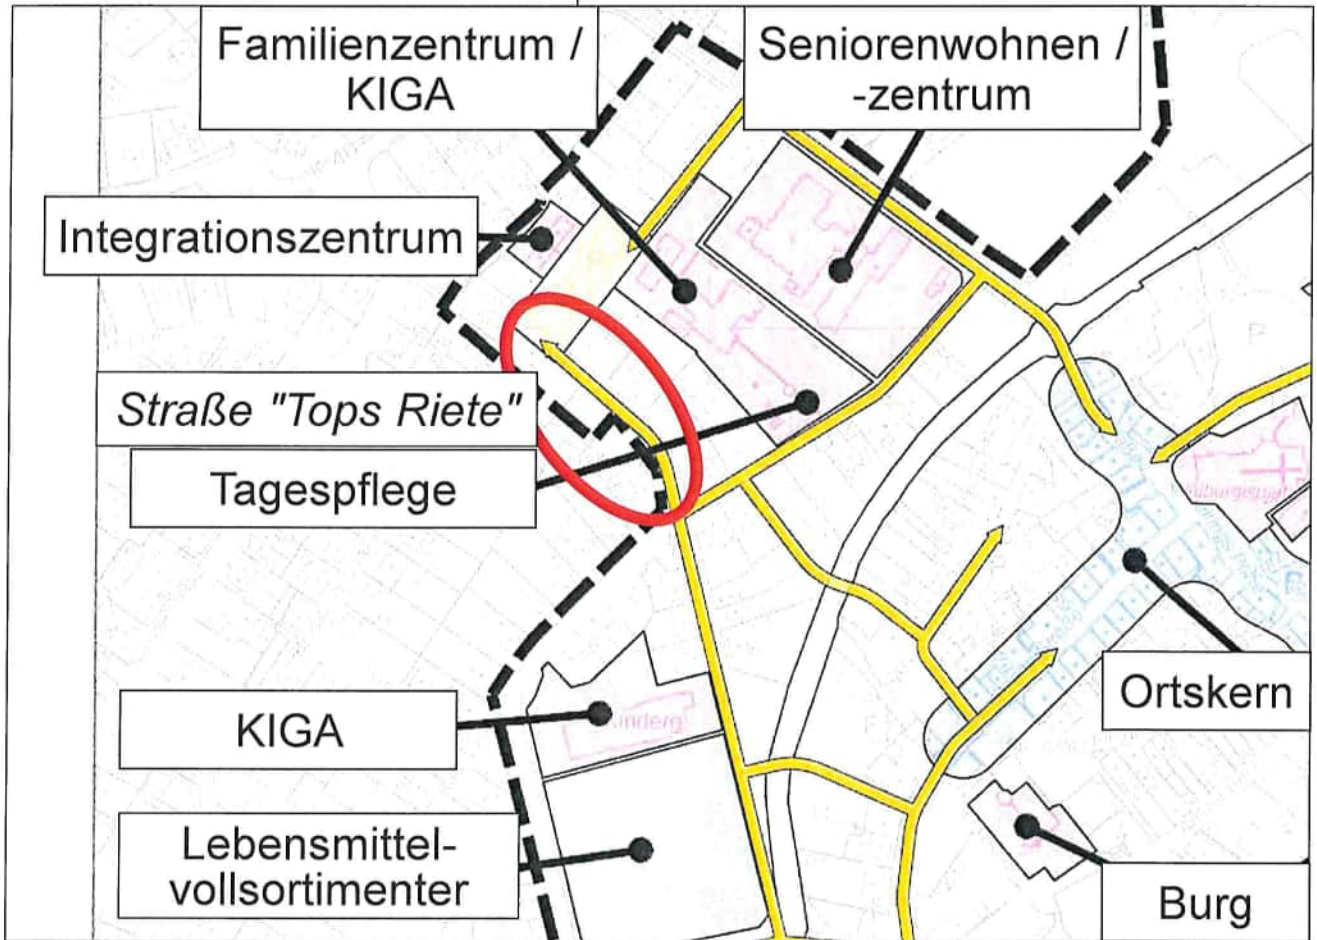 Familienzentrum /
KIGA
Seniorenwohnen /
-zentrum
Integrationszentrum
Straße "Tops Riete"
Tagespflege
KIGA
Lebensmittel-
vollsortimenter
Ortskern
Burg